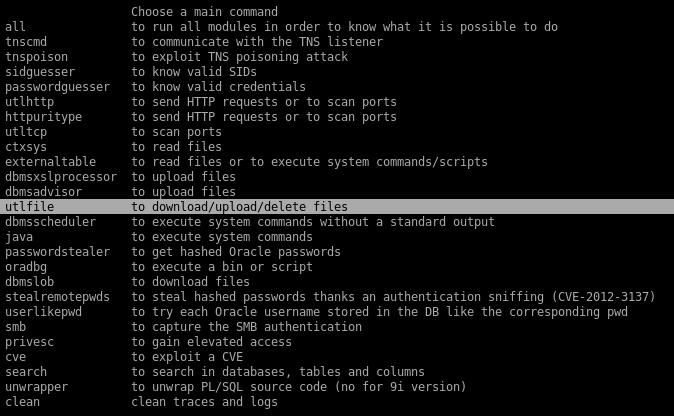 Choose a main command
all to run all modules in order to know what it is possible to do
tnscmd to communicate with the TNS listener
tnspoison to exploit TNS poisoning attack
sidguesser to know valid SIDs
passwordguesser to know valid credentials
utlhttp to send HTTP requests or to scan ports
httpuritype to send HTTP requests or to scan ports
utltcp to scan ports
ctxsys to read files
externaltable to read files or to execute system commands/scripts
dbmsxslprocessor to upload files
dbmsadvisor to upload files
utlfile to download/upload/delete files
dbmsscheduler to execute system commands without a standard output
java to execute system commands
passwordstealer to get hashed Oracle passwords
oradbg to execute a bin or script
dbmslob to download files
stealremotepwds to steal hashed passwords thanks an authentication sniffing (CVE-2012-3137)
userlikepwd to try each Oracle username stored in the DB like the corresponding pwd
smb to capture the SMB authentication
privesc to gain elevated access
cve to exploit a CVE
search to search in databases, tables and columns
unwrapper to unwrap PL/SQL source code (no for 9i version)
clean clean traces and logs